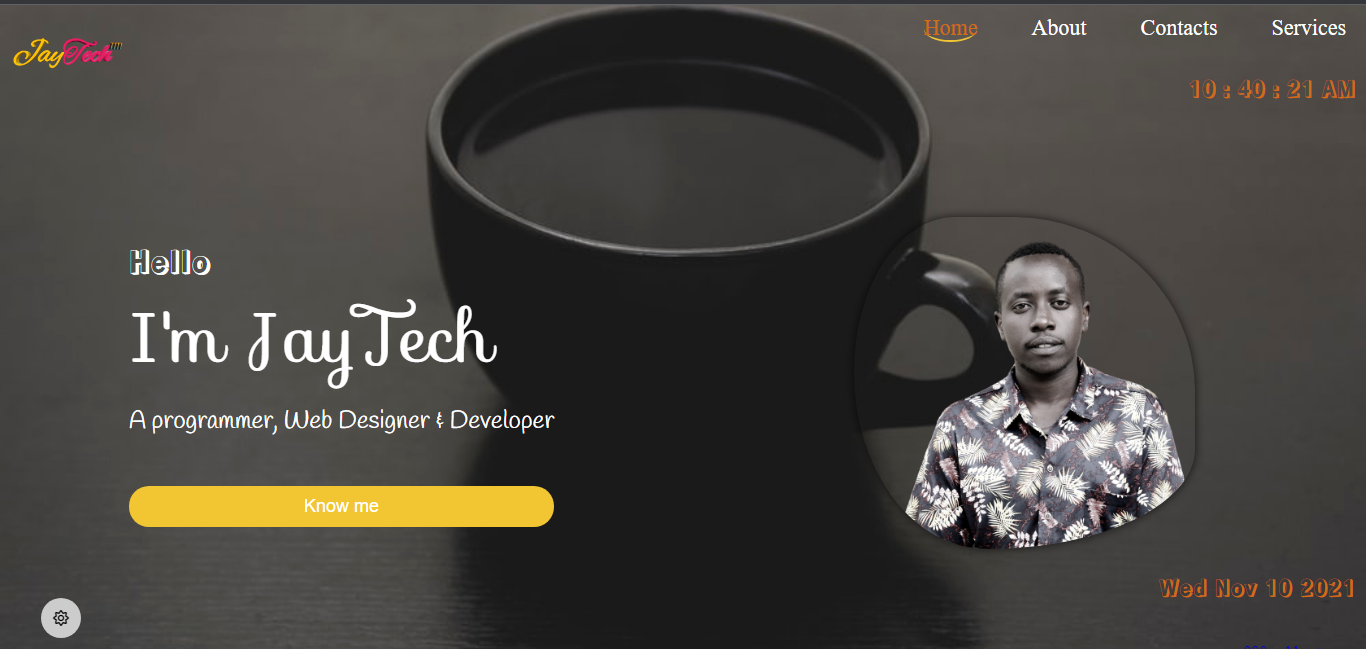 JayTech
Home About Contacts Services
10 : 40 : 21 AM
Hello
I'm JayTech
A programmer, Web Designer & Developer
Know me
Wed Nov 10 2021